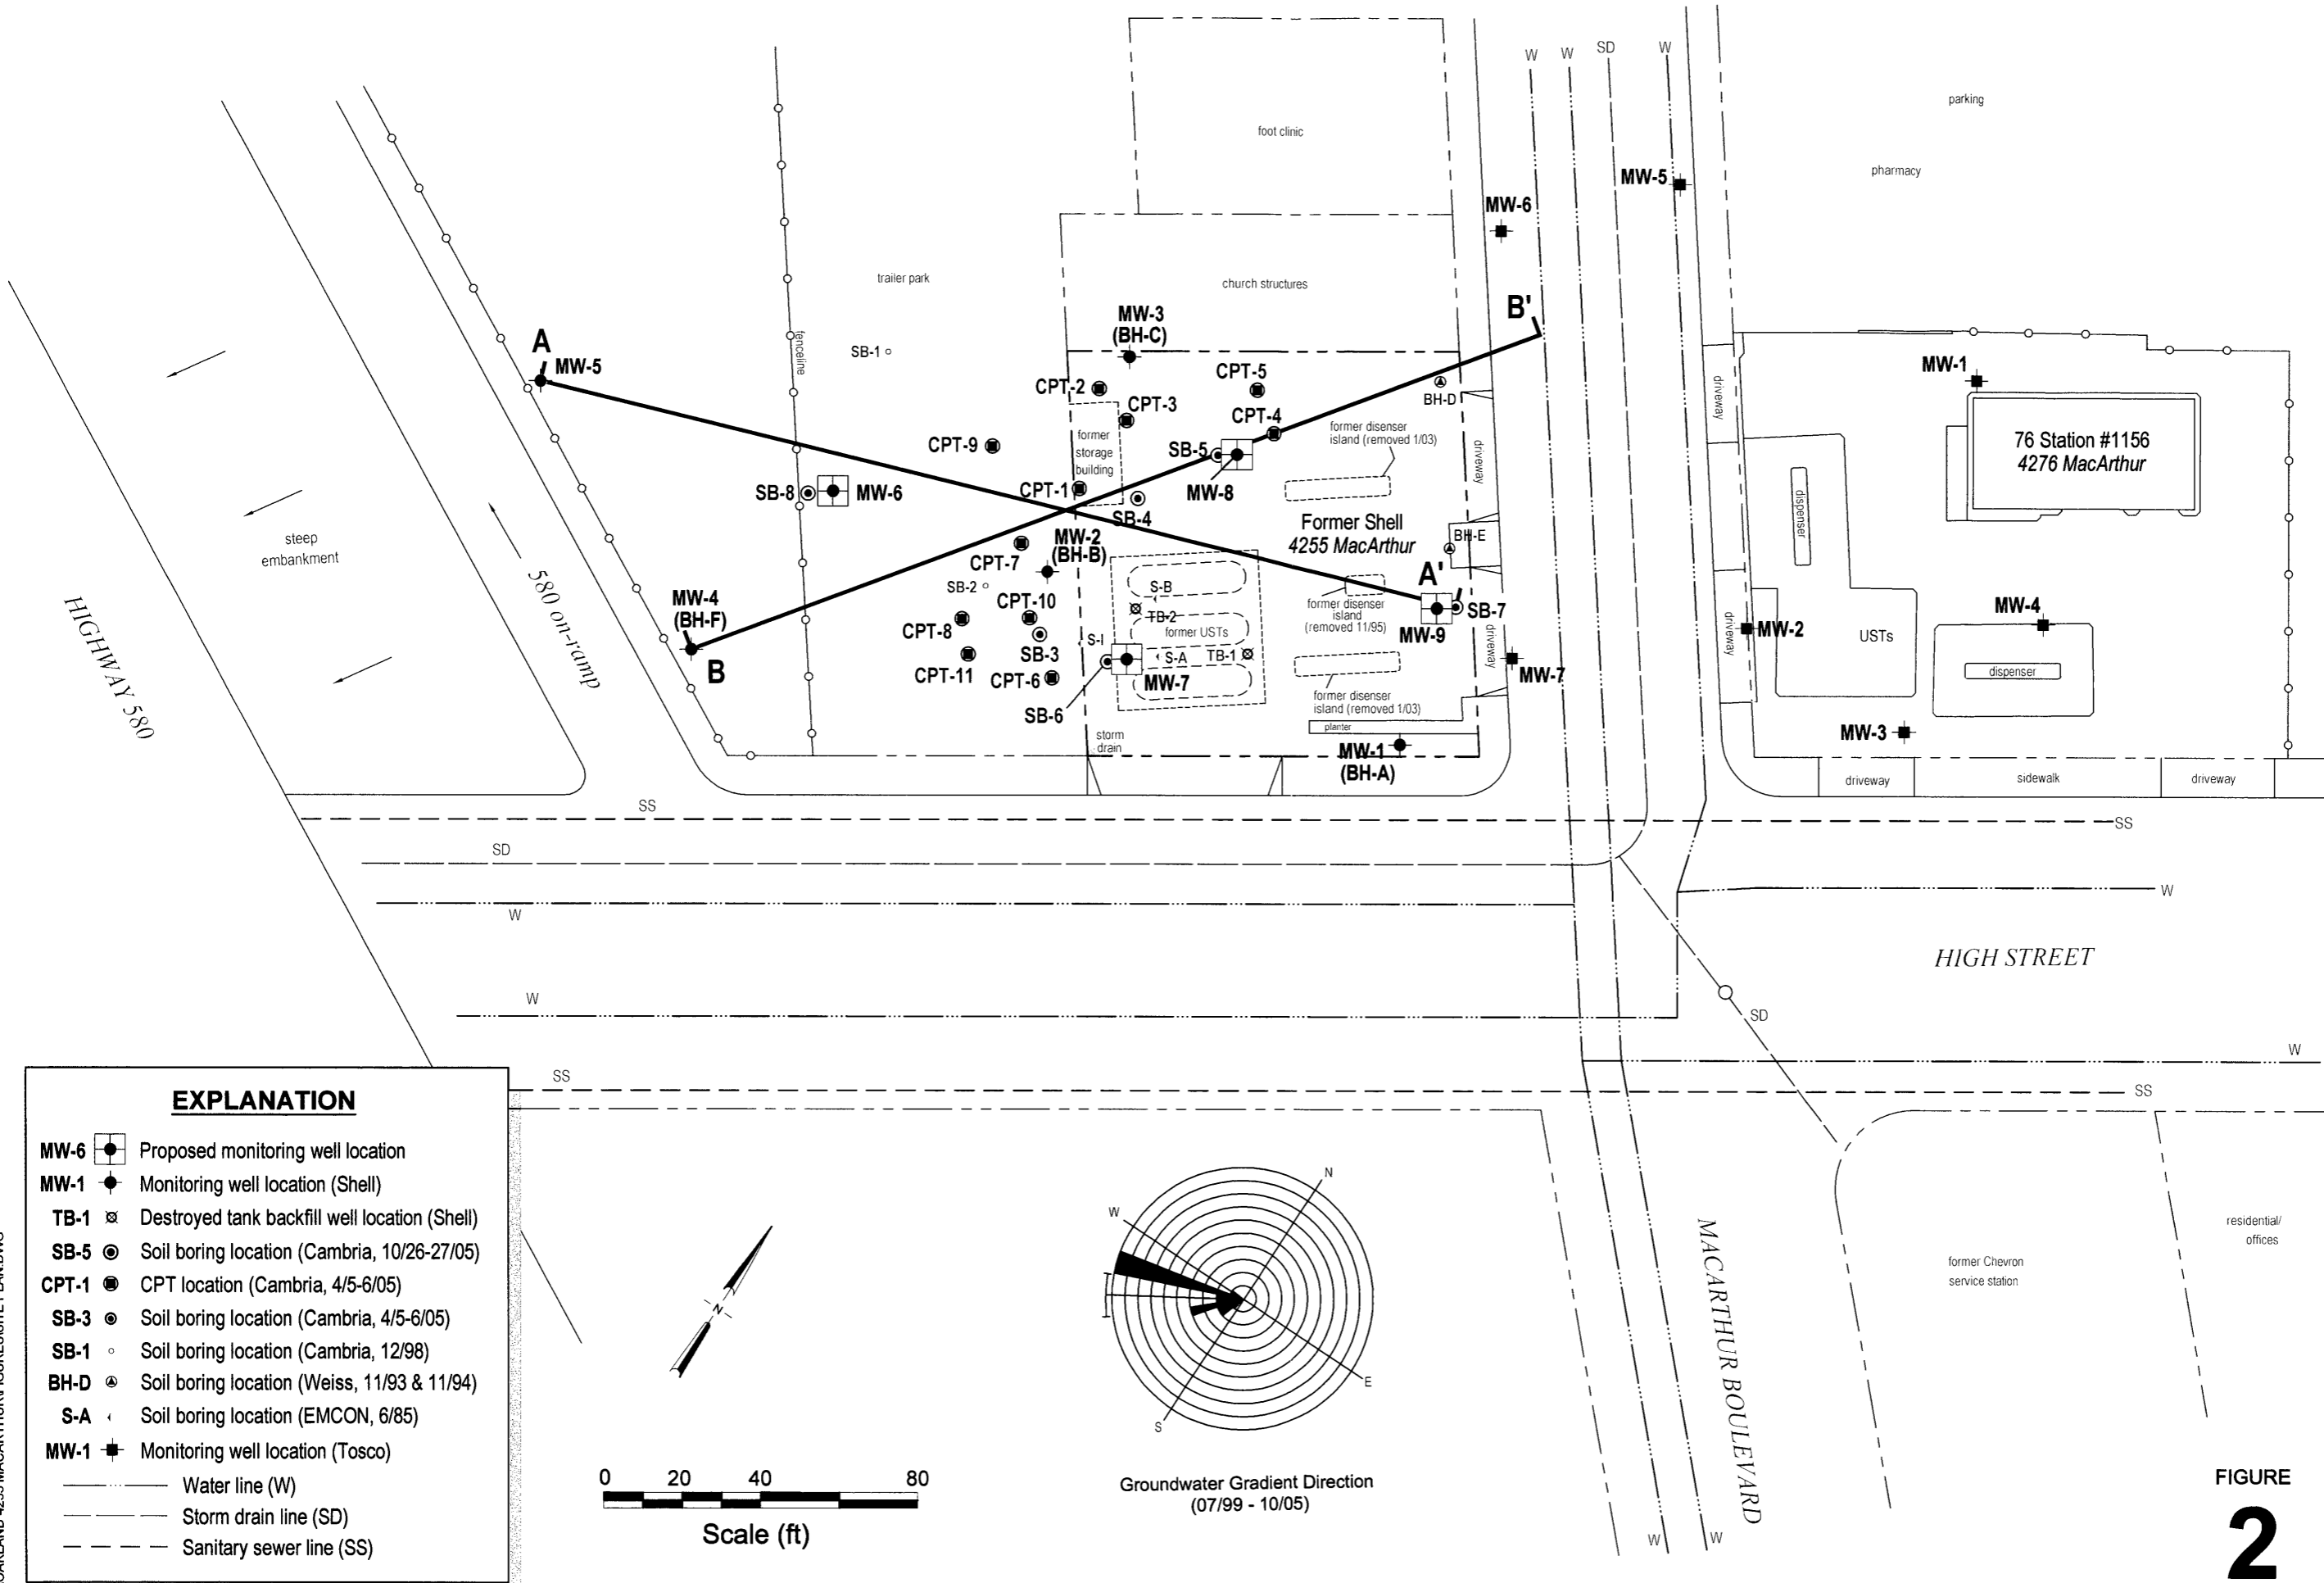 W
W
SD
W
parking
foot clinic
pharmacy
MW-5
MW-6
trailer park
church structures
B'
MW-3
(BH-C)
A
MW-5
fenceline
SB-1
MW-1
CPT-2
CPT-5
CPT-3
BH-D
driveway
CPT-4
former disenser
island (removed 1/03)
former
storage
building
CPT-9
SB-5
driveway
76 Station #1156
4276 MacArthur
SB-8
MW-6
CPT-1
MW-8
dispenser
SB-4
Former Shell
4255 MacArthur
BH-E
steep
embankment
MW-2
(BH-B)
CPT-7
580 on-ramp
SB-2
S-B
A'
MW-4
(BH-F)
CPT-10
TB-2
former disenser
island
(removed 11/95)
SB-7
MW-4
HIGHWAY 580
CPT-8
former USTs
MW-9
driveway
driveway
MW-2
USTs
S-I
SB-3
S-A
TB-1
B
CPT-11
CPT-6
MW-7
MW-7
dispenser
former disenser
island (removed 1/03)
SB-6
planter
MW-3
storm
drain
MW-1
(BH-A)
driveway
sidewalk
driveway
SS
SS
SD
W
W
HIGH STREET
W
SD
W
SS
SS
EXPLANATION
MW-6 Proposed monitoring well location
MW-1 Monitoring well location (Shell)
TB-1 Destroyed tank backfill well location (Shell)
SB-5 Soil boring location (Cambria, 10/26-27/05)
CPT-1 CPT location (Cambria, 4/5-6/05)
SB-3 Soil boring location (Cambria, 4/5-6/05)
SB-1 Soil boring location (Cambria, 12/98)
BH-D Soil boring location (Weiss, 11/93 & 11/94)
S-A Soil boring location (EMCON, 6/85)
MW-1 Monitoring well location (Tosco)
Water line (W)
Storm drain line (SD)
Sanitary sewer line (SS)
N
N
W
E
S
Groundwater Gradient Direction
(07/99 - 10/05)
0 20 40 80
Scale (ft)
MACARTHUR BOULEVARD
W
W
former Chevron
service station
residential/
offices
FIGURE
2